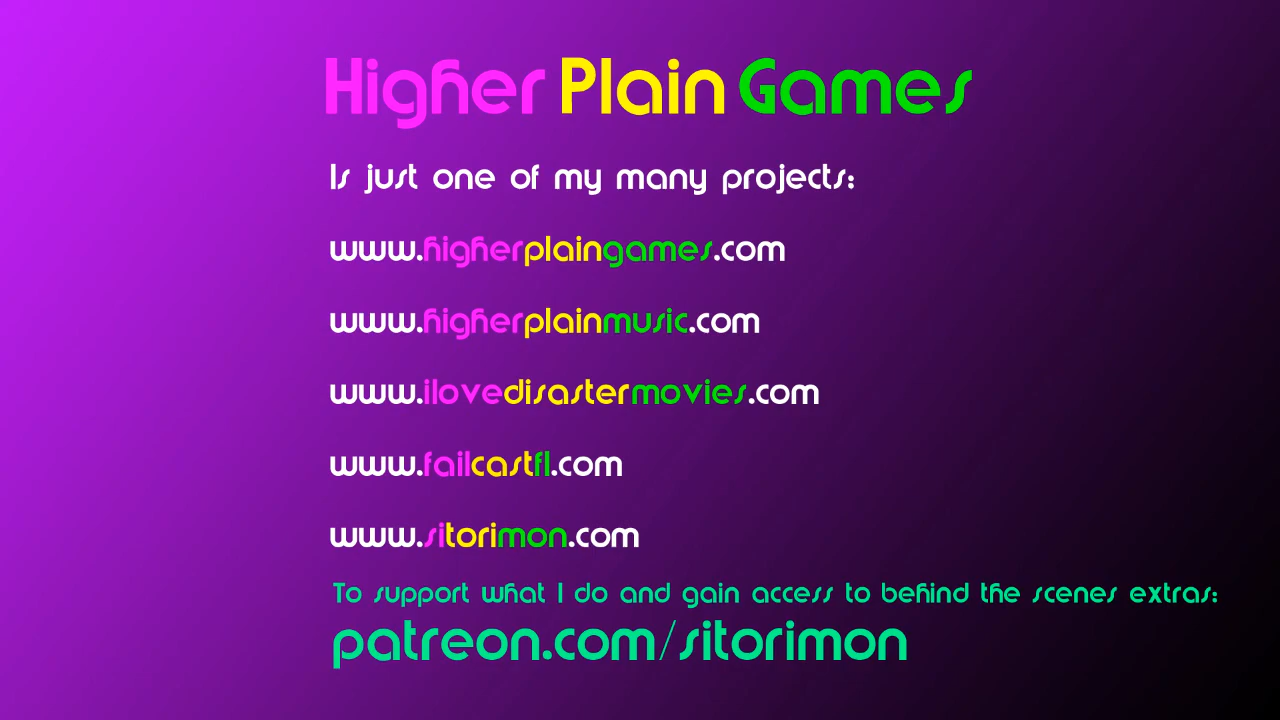 Higher Plain Games
Is just one of my many projects:
www.higherplaingames.com
www.higherplainmusic.com
www.ilovedisastermovies.com
www.failcastfl.com
www.sitorimon.com
To support what I do and gain access to behind the scenes extras:
patreon.com/sitorimon